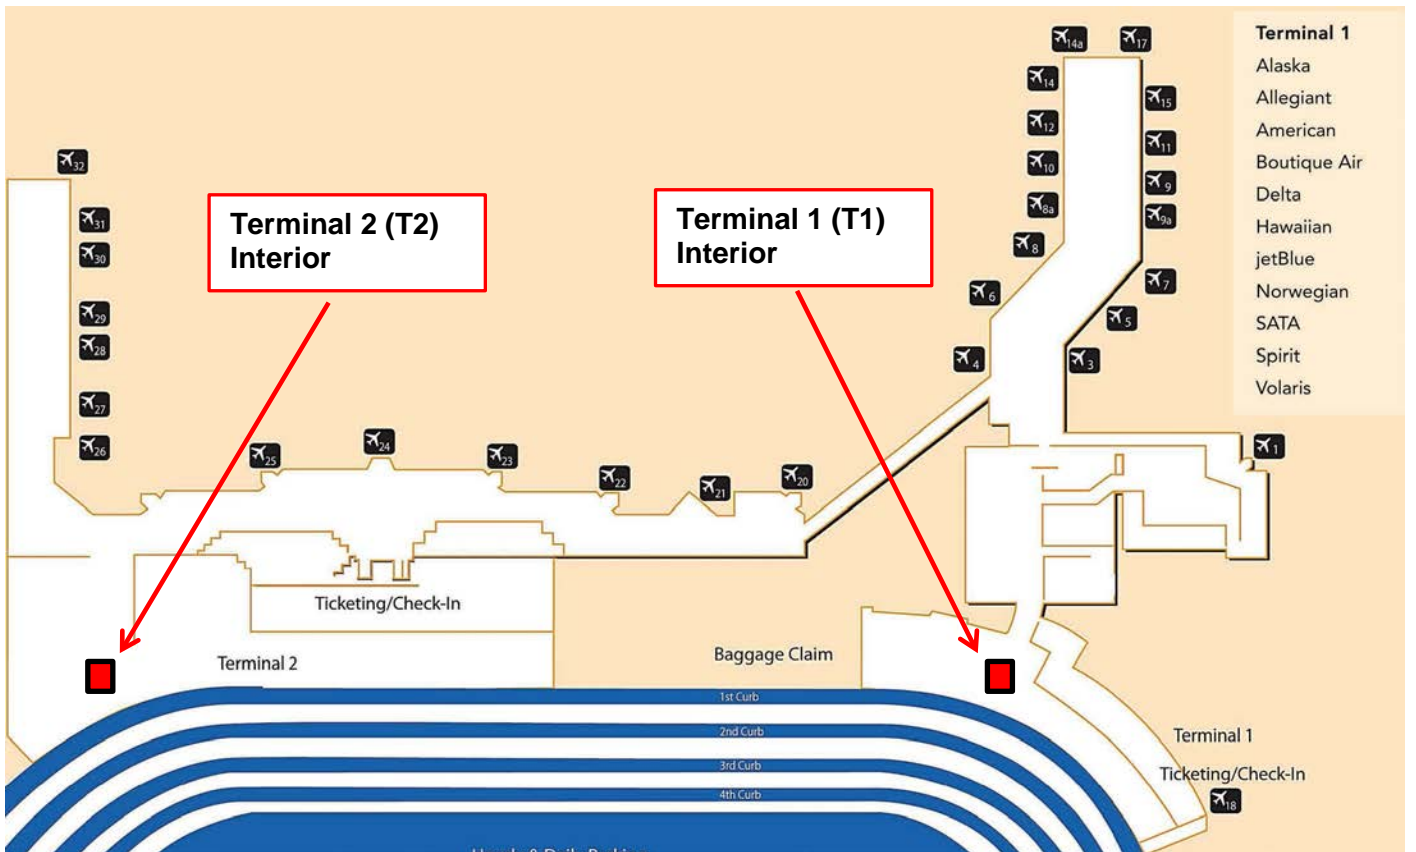 14a
17
Terminal 1
Alaska
Allegiant
American
Boutique Air
Delta
Hawaiian
jetBlue
Norwegian
SATA
Spirit
Volaris
14
15
12
11
10
9
8a
9a
8
7
6
5
4
3
1
32
31
30
29
28
27
26
25
24
23
22
21
20
Terminal 2 (T2)
Interior
Terminal 1 (T1)
Interior
Ticketing/Check-In
Terminal 2
Baggage Claim
1st Curb
2nd Curb
3rd Curb
4th Curb
Terminal 1
Ticketing/Check-In
18